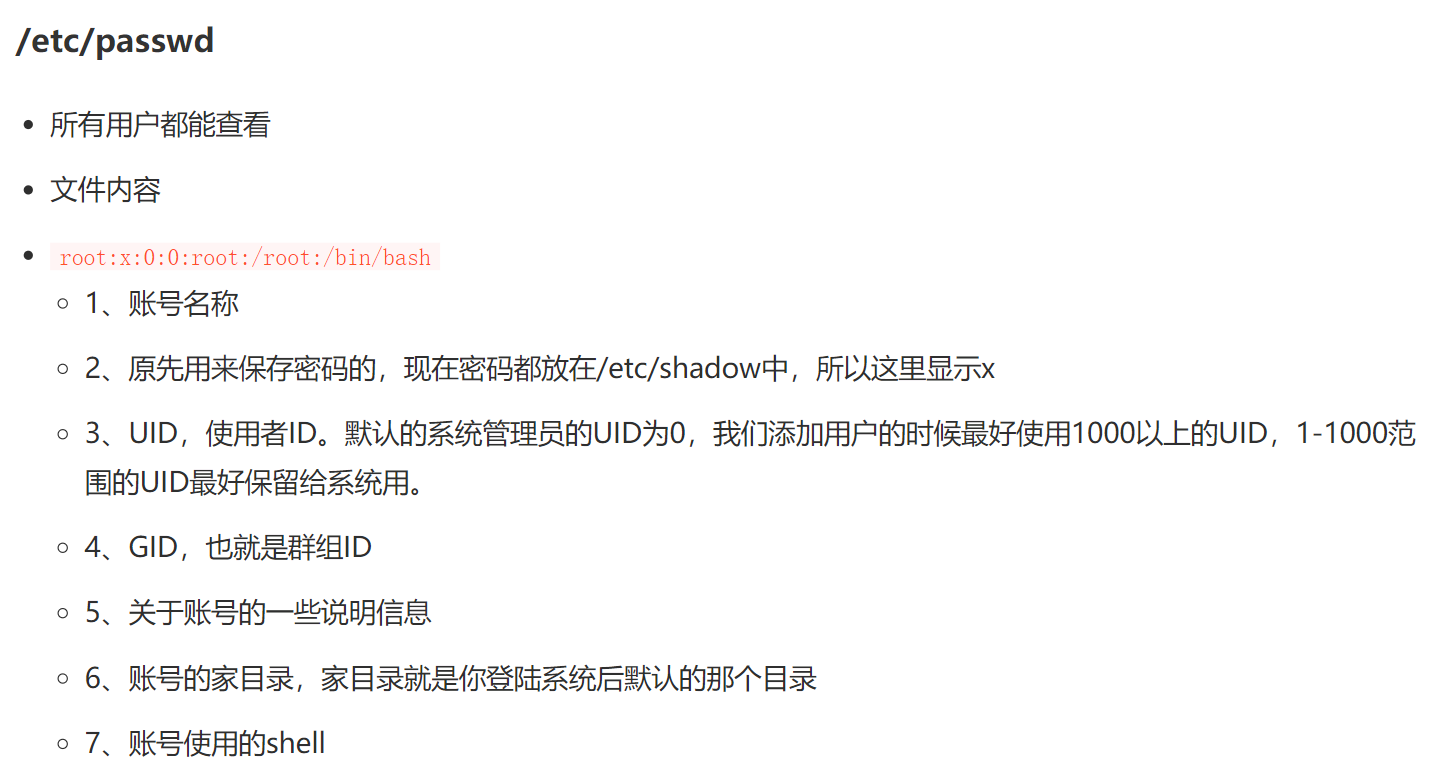 /etc/passwd
所有用户都能查看
文件内容
root:x:0:0:root:/root:/bin/bash
1、账号名称
2、原先用来保存密码的，现在密码都放在/etc/shadow中，所以这里显示x
3、UID，使用者ID。默认的系统管理员的UID为0，我们添加用户的时候最好使用1000以上的UID，1-1000范
围的UID最好保留给系统用。
4、GID，也就是群组ID
5、关于账号的一些说明信息
6、账号的家目录，家目录就是你登陆系统后默认的那个目录
7、账号使用的shell